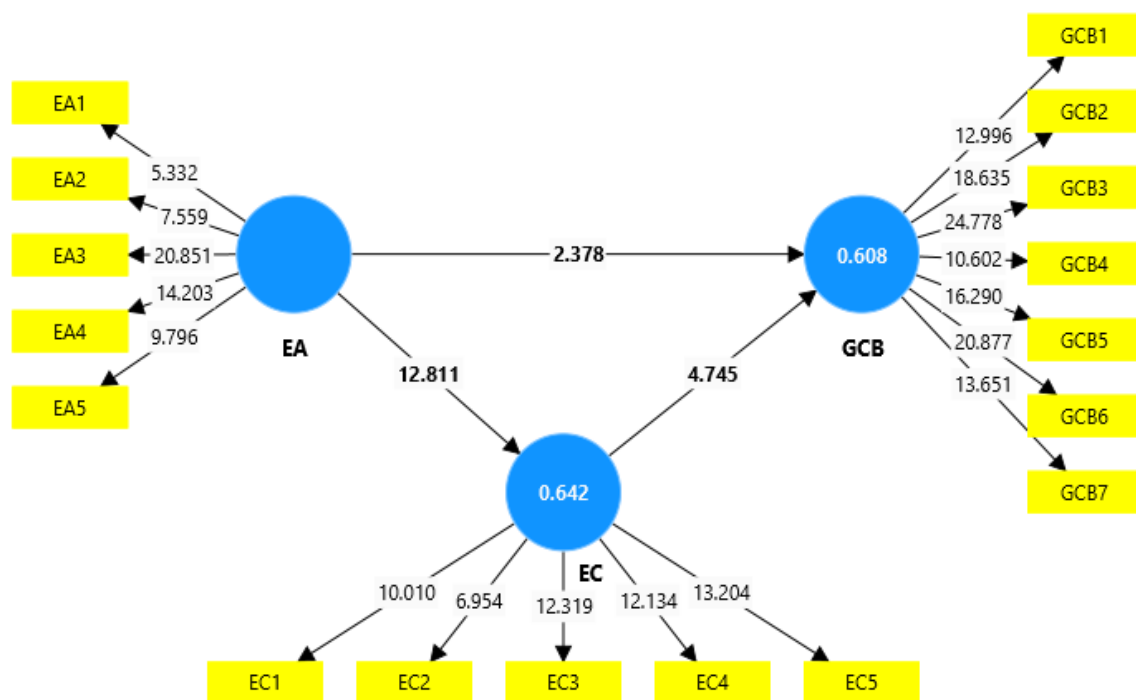 GCB1
EA1
GCB2
12.996
5.332
18.635
EA2
GCB3
7.559
24.778
EA3
20.851
2.378
0.608
10.602
GCB4
14.203
16.290
EA4
9.796
20.877
GCB5
EA
GCB
12.811
4.745
13.651
EA5
GCB6
0.642
GCB7
EC
10.010
6.954
12.319
12.134
13.204
EC1
EC2
EC3
EC4
EC5